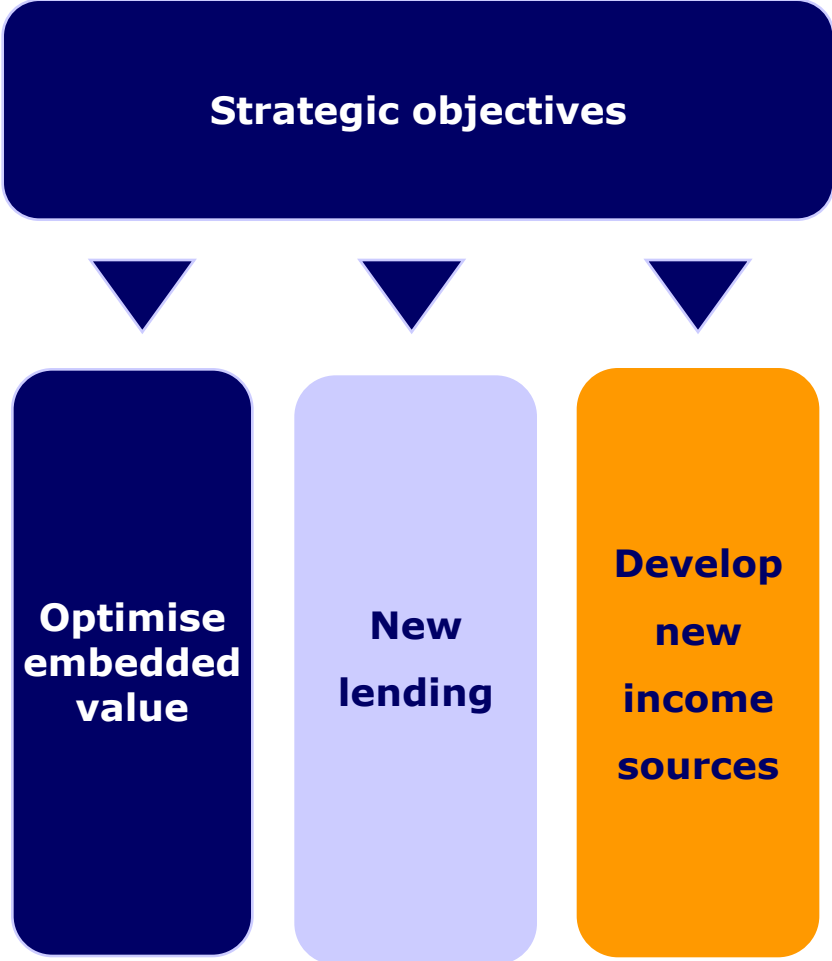 Strategic objectives
Optimise
embedded
value
New
lending
Develop
new
income
sources